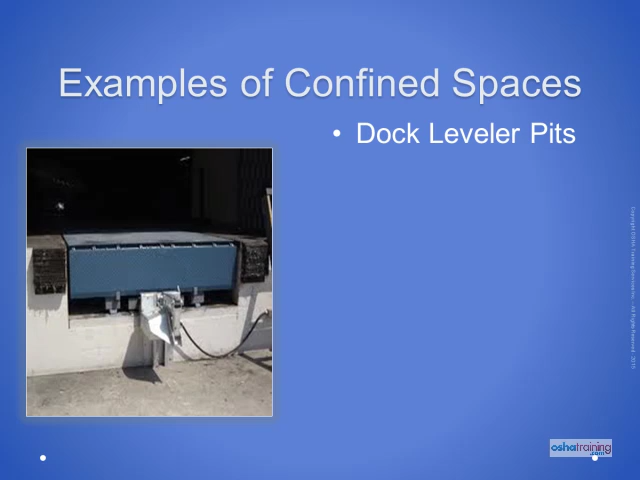 Examples of Confined Spaces
• Dock Leveler Pits
oshatraining
.com